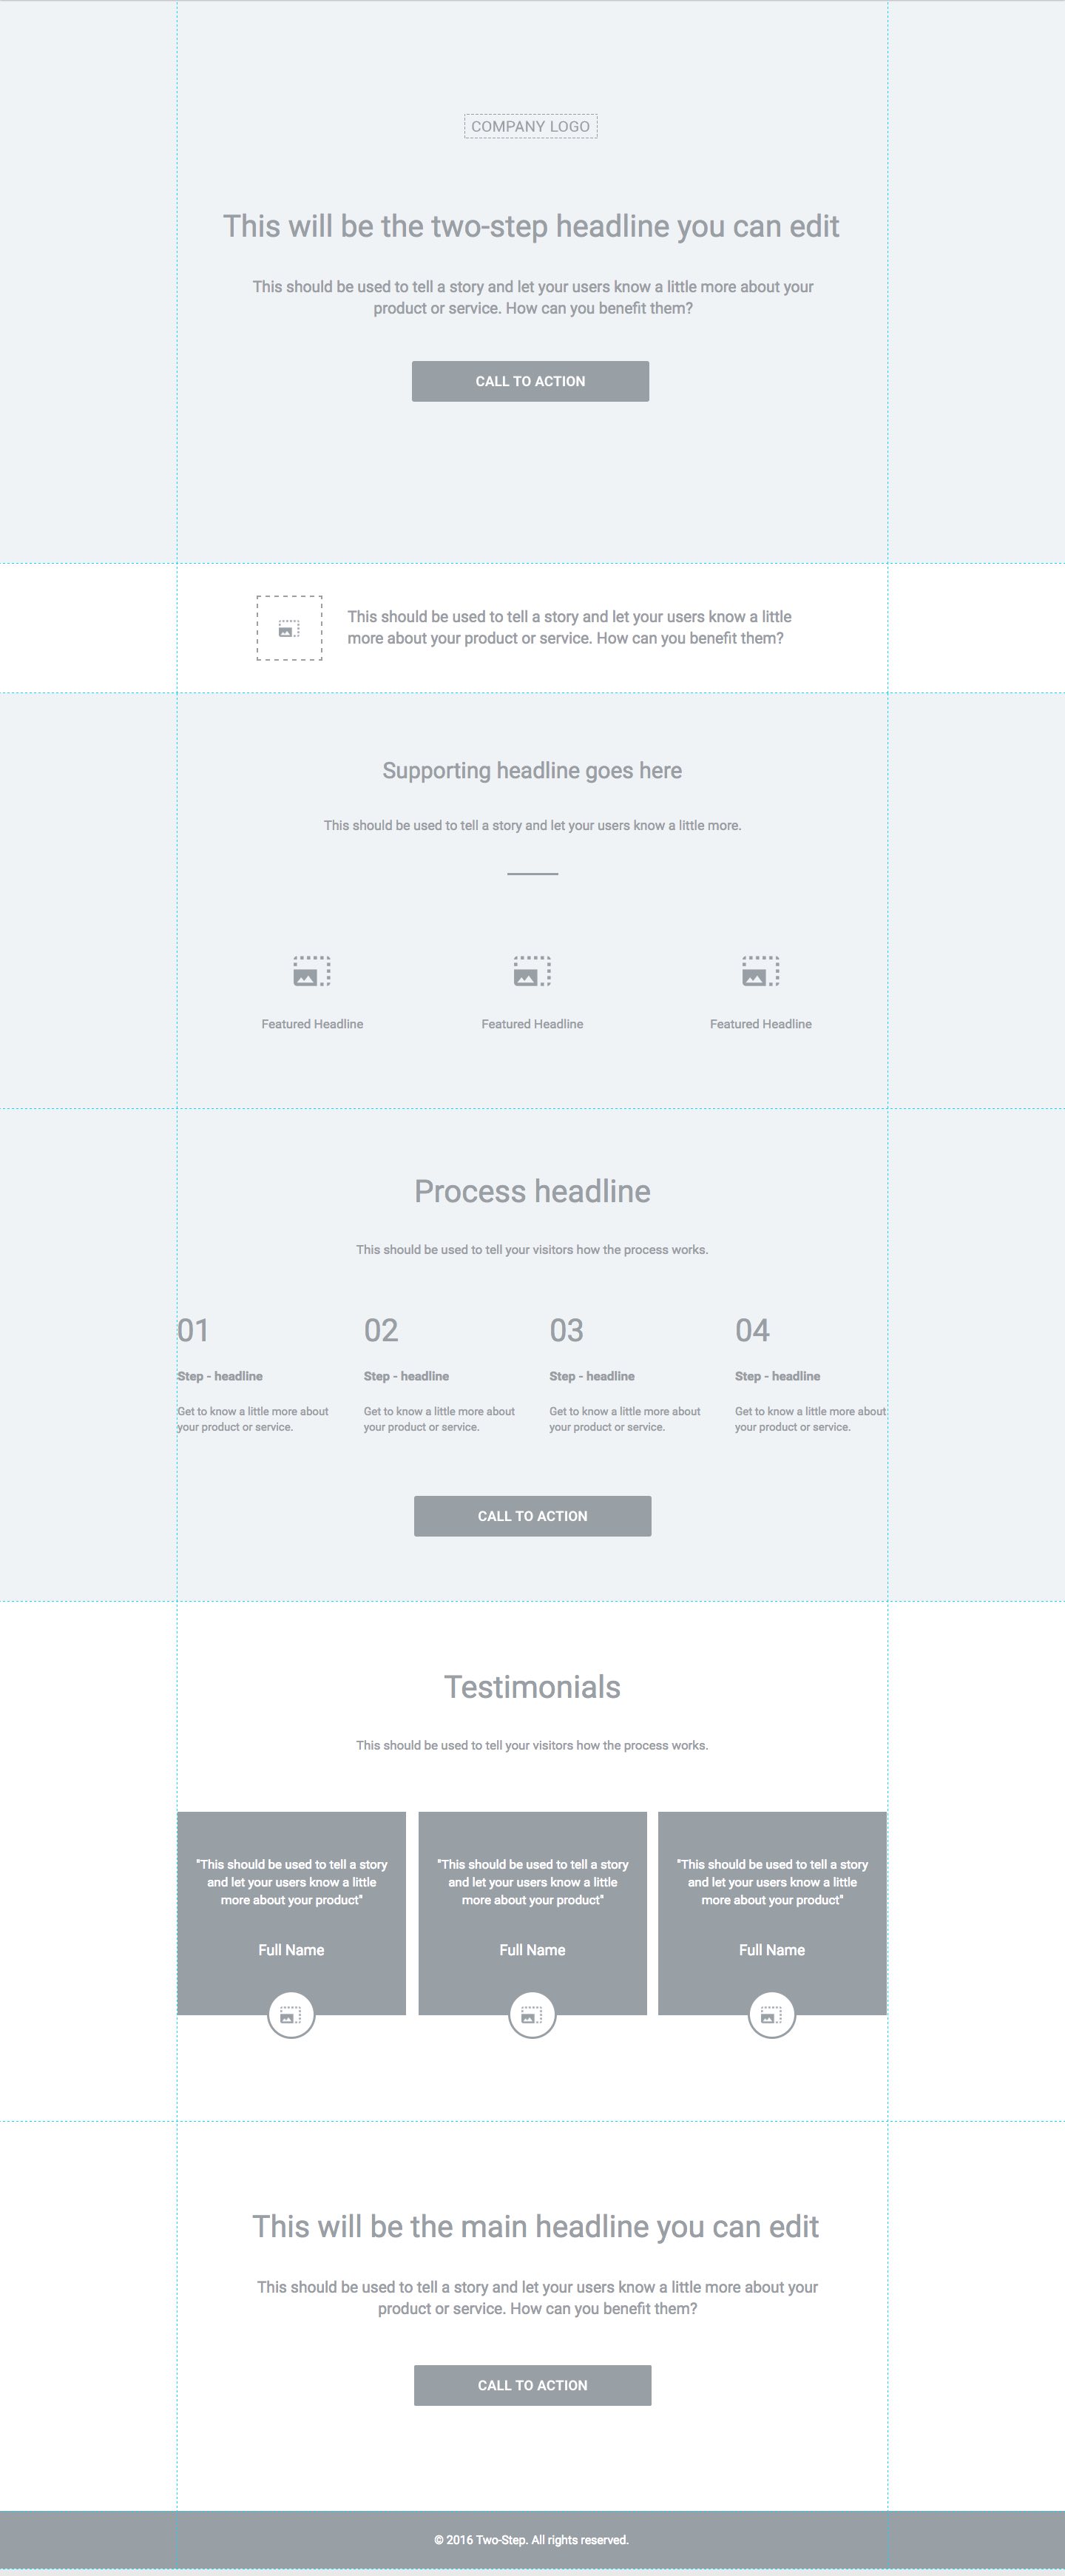 COMPANY LOGO
This will be the two-step headline you can edit
This should be used to tell a story and let your users know a little more about your
product or service. How can you benefit them?
CALL TO ACTION
This should be used to tell a story and let your users know a little
more about your product or service. How can you benefit them?
Supporting headline goes here
This should be used to tell a story and let your users know a little more.
Featured Headline
Featured Headline
Featured Headline
Process headline
This should be used to tell your visitors how the process works.
01
Step - headline
Get to know a little more about
your product or service.
02
Step - headline
Get to know a little more about
your product or service.
03
Step - headline
Get to know a little more about
your product or service.
04
Step - headline
Get to know a little more about
your product or service.
CALL TO ACTION
Testimonials
This should be used to tell your visitors how the process works.
"This should be used to tell a story
and let your users know a little
more about your product"
Full Name
"This should be used to tell a story
and let your users know a little
more about your product"
Full Name
"This should be used to tell a story
and let your users know a little
more about your product"
Full Name
This will be the main headline you can edit
This should be used to tell a story and let your users know a little more about your
product or service. How can you benefit them?
CALL TO ACTION
© 2016 Two-Step. All rights reserved.